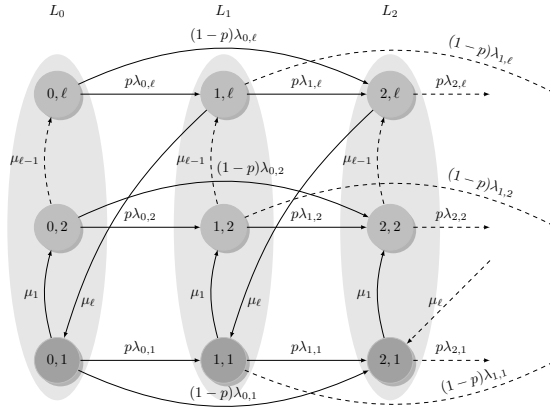 L_0 L_1 L_2
(1−p)λ_{0,ℓ} (1−p)λ_{1,ℓ}
0, ℓ pλ_{0,ℓ} 1, ℓ pλ_{1,ℓ} 2, ℓ pλ_{2,ℓ}
μ_{ℓ−1} μ_{ℓ−1} μ_{ℓ−1}
(1−p)λ_{0,2} (1−p)λ_{1,2}
0, 2 pλ_{0,2} 1, 2 pλ_{1,2} 2, 2 pλ_{2,2}
μ_1 μ_ℓ μ_1 μ_ℓ μ_1 μ_ℓ
0, 1 pλ_{0,1} 1, 1 pλ_{1,1} 2, 1 pλ_{2,1}
(1−p)λ_{0,1} (1−p)λ_{1,1}